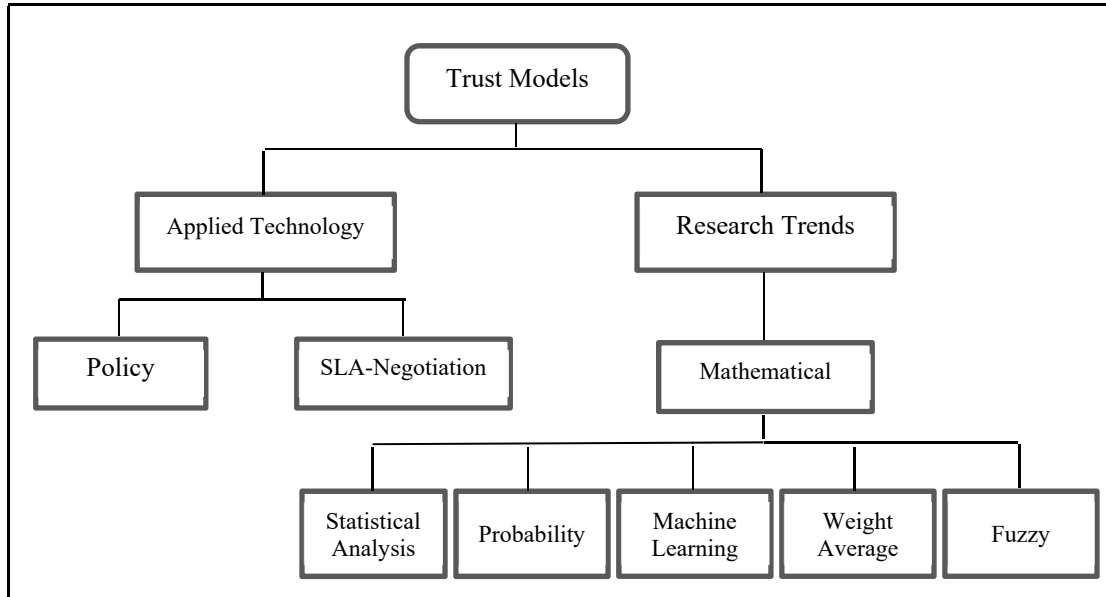 Trust Models
Applied Technology
Research Trends
Policy
SLA-Negotiation
Mathematical
Statistical
Analysis
Probability
Machine
Learning
Weight
Average
Fuzzy